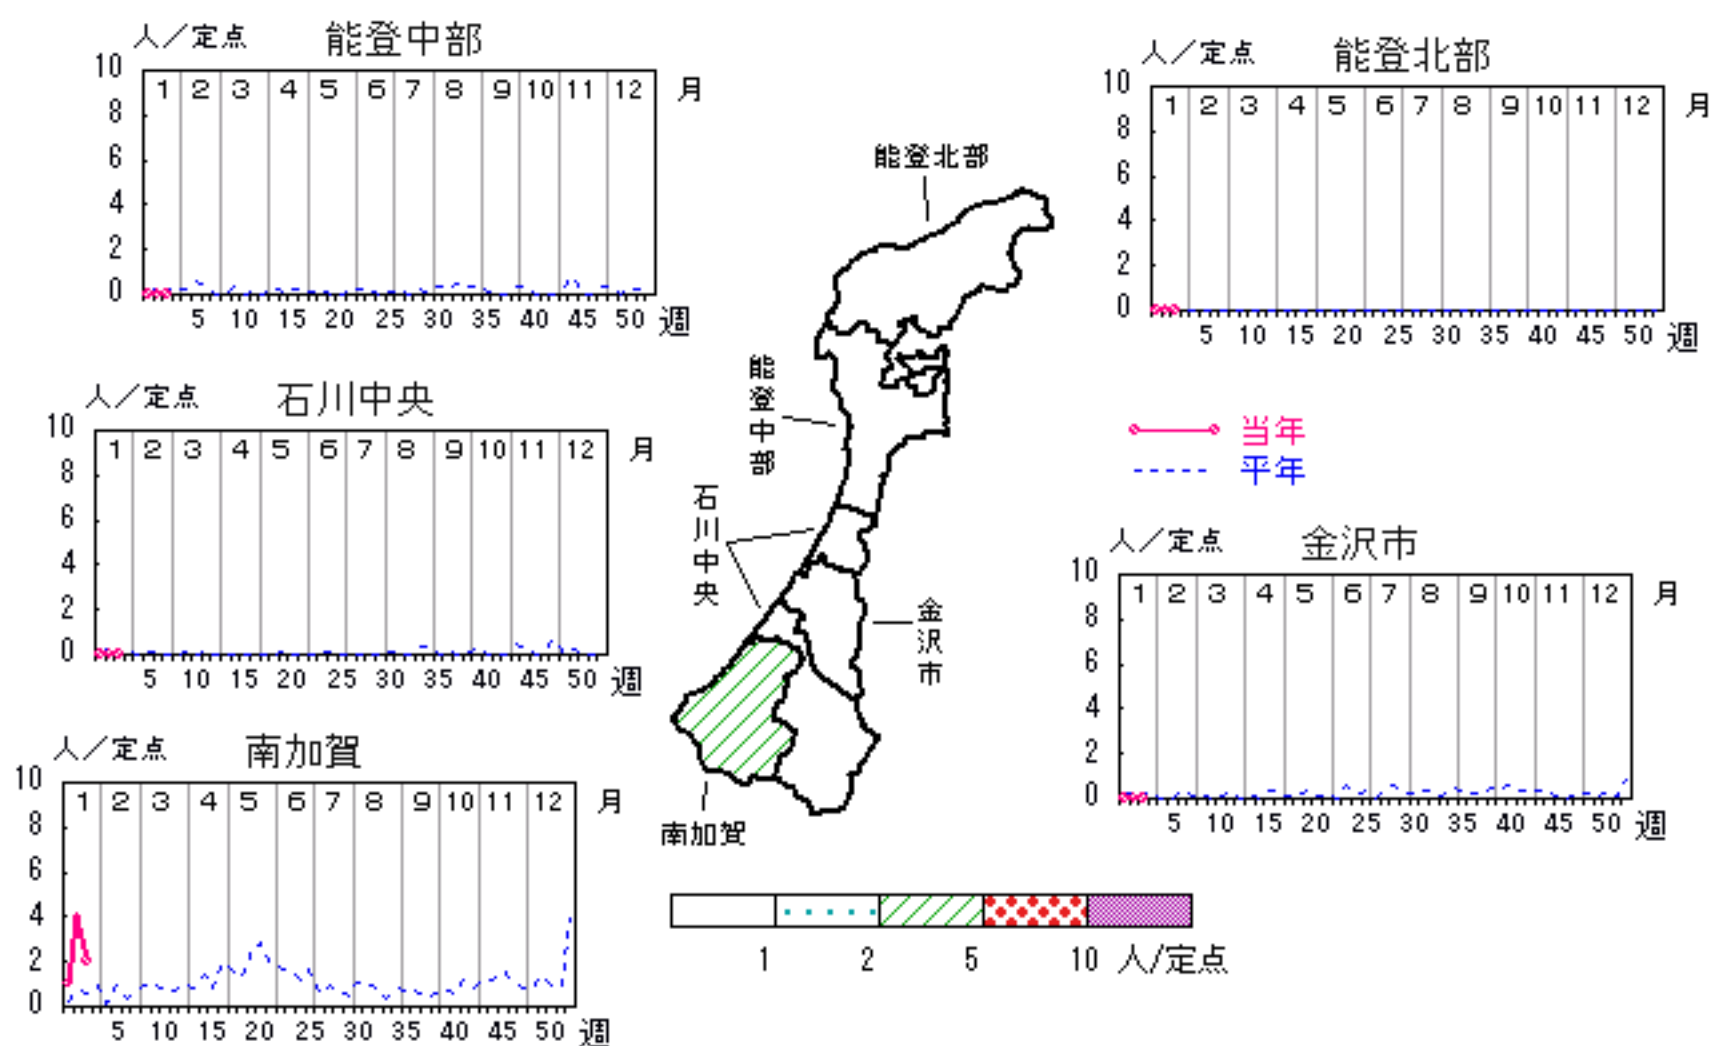 人／定点 能登中部
10 8 6 4 2 0
1 2 3 4 5 6 7 8 9 10 11 12 月
5 10 15 20 25 30 35 40 45 50 週
人／定点 能登北部
10 8 6 4 2 0
1 2 3 4 5 6 7 8 9 10 11 12 月
5 10 15 20 25 30 35 40 45 50 週
人／定点 石川中央
10 8 6 4 2 0
1 2 3 4 5 6 7 8 9 10 11 12 月
5 10 15 20 25 30 35 40 45 50 週
能登北部
能登中部
石川中央
金沢市
南加賀
当年
平年
人／定点 金沢市
10 8 6 4 2 0
1 2 3 4 5 6 7 8 9 10 11 12 月
5 10 15 20 25 30 35 40 45 50 週
人／定点 南加賀
10 8 6 4 2 0
1 2 3 4 5 6 7 8 9 10 11 12 月
5 10 15 20 25 30 35 40 45 50 週
1 2 5 10 人/定点